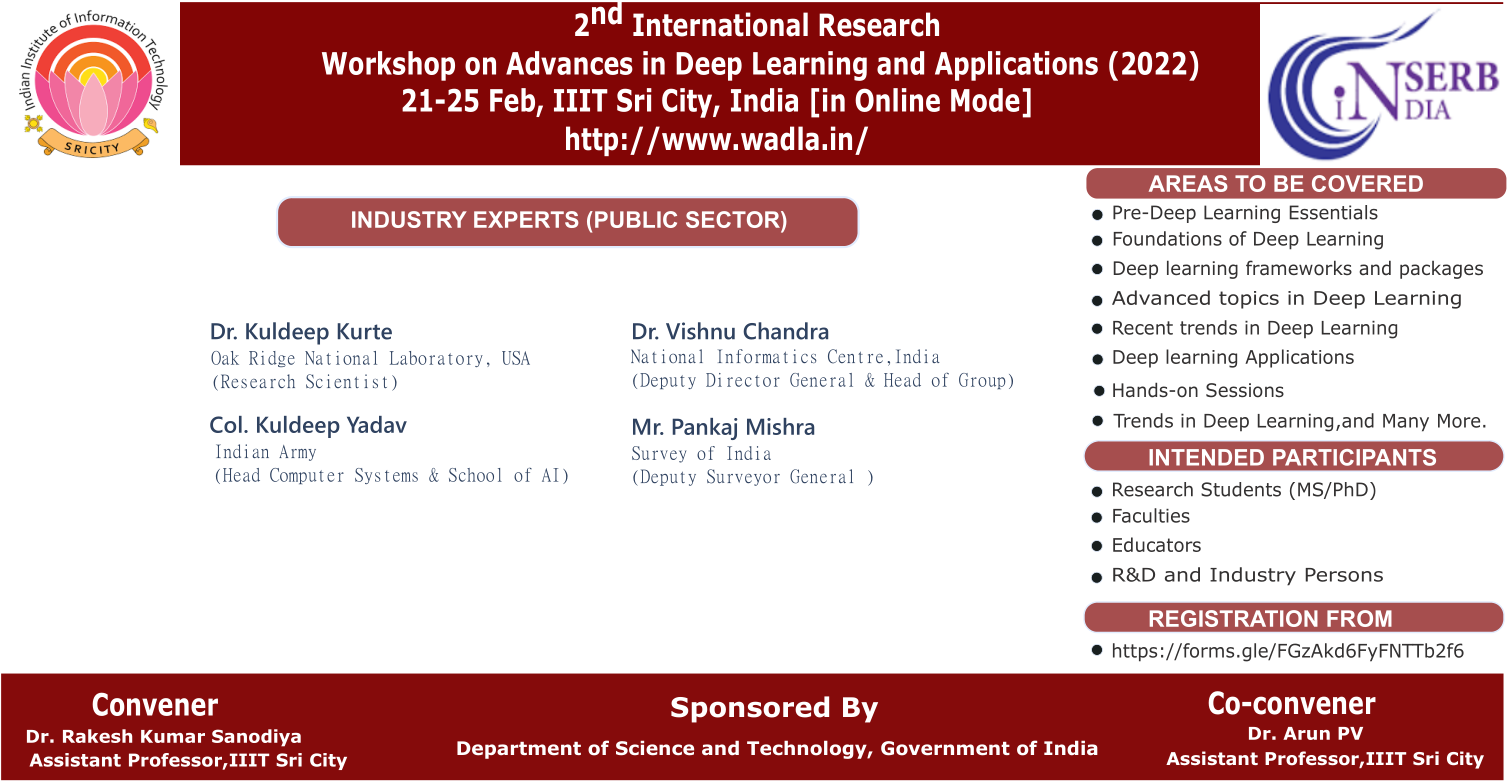 Indian Institute of Information Technology
SRICITY
2nd International Research
Workshop on Advances in Deep Learning and Applications (2022)
21-25 Feb, IIIT Sri City, India [in Online Mode]
http://www.wadla.in/
iNSERB
NDIA
INDUSTRY EXPERTS (PUBLIC SECTOR)
Dr. Kuldeep Kurte
Oak Ridge National Laboratory, USA
(Research Scientist)
Dr. Vishnu Chandra
National Informatics Centre,India
(Deputy Director General & Head of Group)
Col. Kuldeep Yadav
Indian Army
(Head Computer Systems & School of AI)
Mr. Pankaj Mishra
Survey of India
(Deputy Surveyor General )
AREAS TO BE COVERED
● Pre-Deep Learning Essentials
● Foundations of Deep Learning
● Deep learning frameworks and packages
● Advanced topics in Deep Learning
● Recent trends in Deep Learning
● Deep learning Applications
● Hands-on Sessions
● Trends in Deep Learning,and Many More.
INTENDED PARTICIPANTS
● Research Students (MS/PhD)
● Faculties
● Educators
● R&D and Industry Persons
REGISTRATION FROM
● https://forms.gle/FGzAkd6FyFNTTb2f6
Convener
Dr. Rakesh Kumar Sanodiya
Assistant Professor,IIIT Sri City
Sponsored By
Department of Science and Technology, Government of India
Co-convener
Dr. Arun PV
Assistant Professor,IIIT Sri City